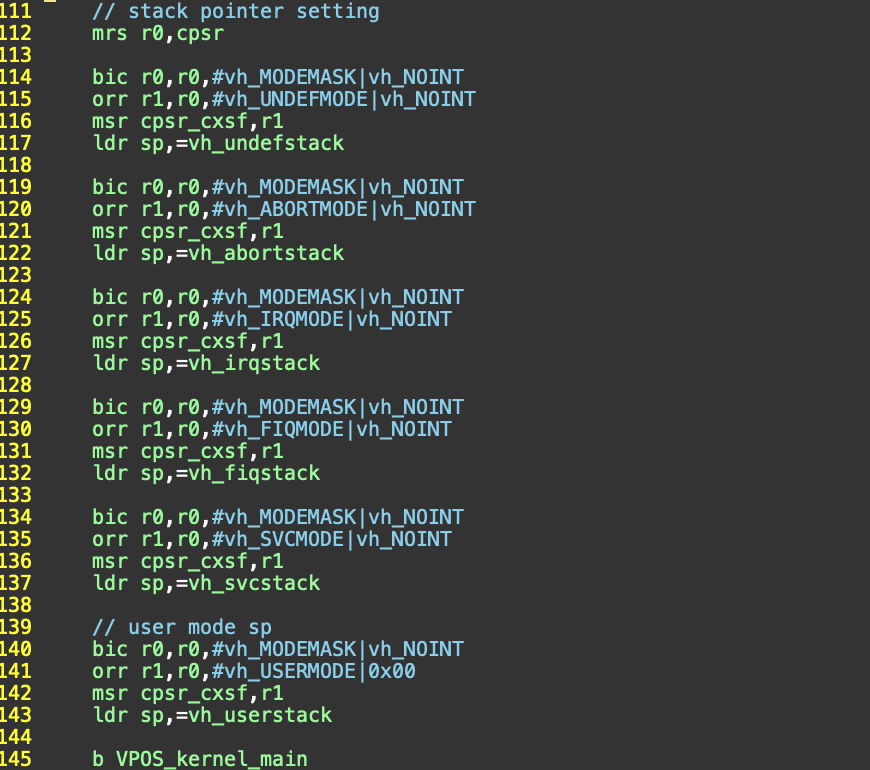 111     // stack pointer setting
112     mrs r0,cpsr
113
114     bic r0,r0,#vh_MODEMASK|vh_NOINT
115     orr r1,r0,#vh_UNDEFMODE|vh_NOINT
116     msr cpsr_cxsf,r1
117     ldr sp,=vh_undefstack
118
119     bic r0,r0,#vh_MODEMASK|vh_NOINT
120     orr r1,r0,#vh_ABORTMODE|vh_NOINT
121     msr cpsr_cxsf,r1
122     ldr sp,=vh_abortstack
123
124     bic r0,r0,#vh_MODEMASK|vh_NOINT
125     orr r1,r0,#vh_IRQMODE|vh_NOINT
126     msr cpsr_cxsf,r1
127     ldr sp,=vh_irqstack
128
129     bic r0,r0,#vh_MODEMASK|vh_NOINT
130     orr r1,r0,#vh_FIQMODE|vh_NOINT
131     msr cpsr_cxsf,r1
132     ldr sp,=vh_fiqstack
133
134     bic r0,r0,#vh_MODEMASK|vh_NOINT
135     orr r1,r0,#vh_SVCMODE|vh_NOINT
136     msr cpsr_cxsf,r1
137     ldr sp,=vh_svcstack
138
139     // user mode sp
140     bic r0,r0,#vh_MODEMASK|vh_NOINT
141     orr r1,r0,#vh_USERMODE|0x00
142     msr cpsr_cxsf,r1
143     ldr sp,=vh_userstack
144
145     b VPOS_kernel_main